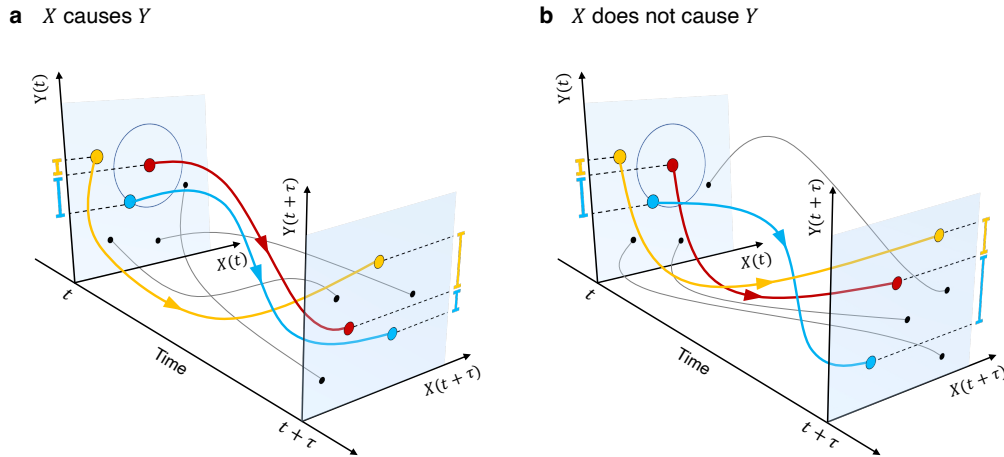 a X causes Y
b X does not cause Y
Y(t)
X(t)
t
Time
t + τ
Y(t + τ)
X(t + τ)
Y(t)
X(t)
t
Time
t + τ
Y(t + τ)
X(t + τ)